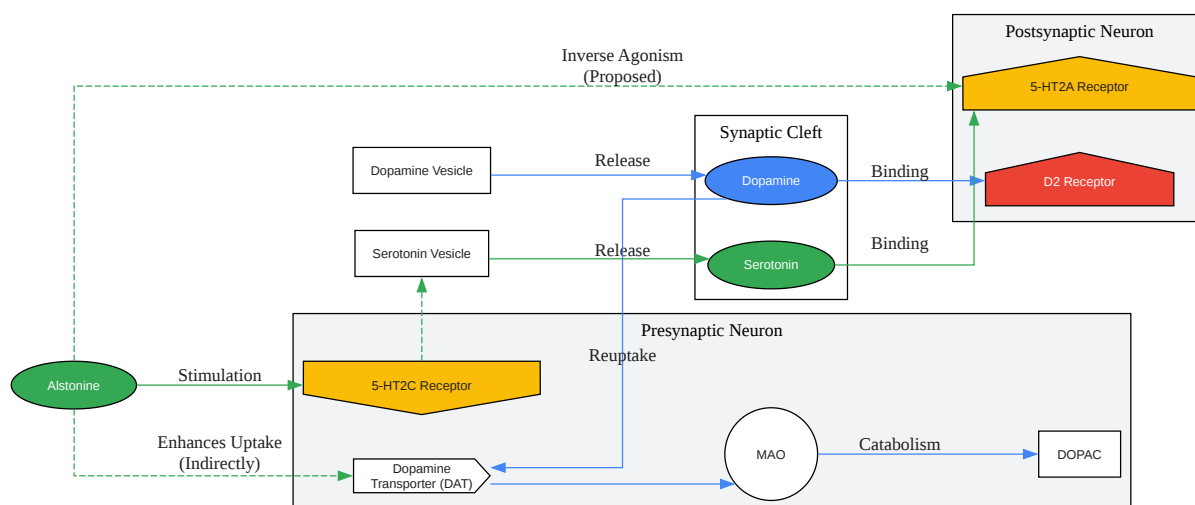 Postsynaptic Neuron
Inverse Agonism
(Proposed)
5-HT2A Receptor
Synaptic Cleft
Dopamine Vesicle
Release
Dopamine
Binding
D2 Receptor
Serotonin Vesicle
Release
Serotonin
Binding
Presynaptic Neuron
Reuptake
Alstonine
Stimulation
5-HT2C Receptor
Enhances Uptake
(Indirectly)
Dopamine
Transporter (DAT)
MAO
Catabolism
DOPAC